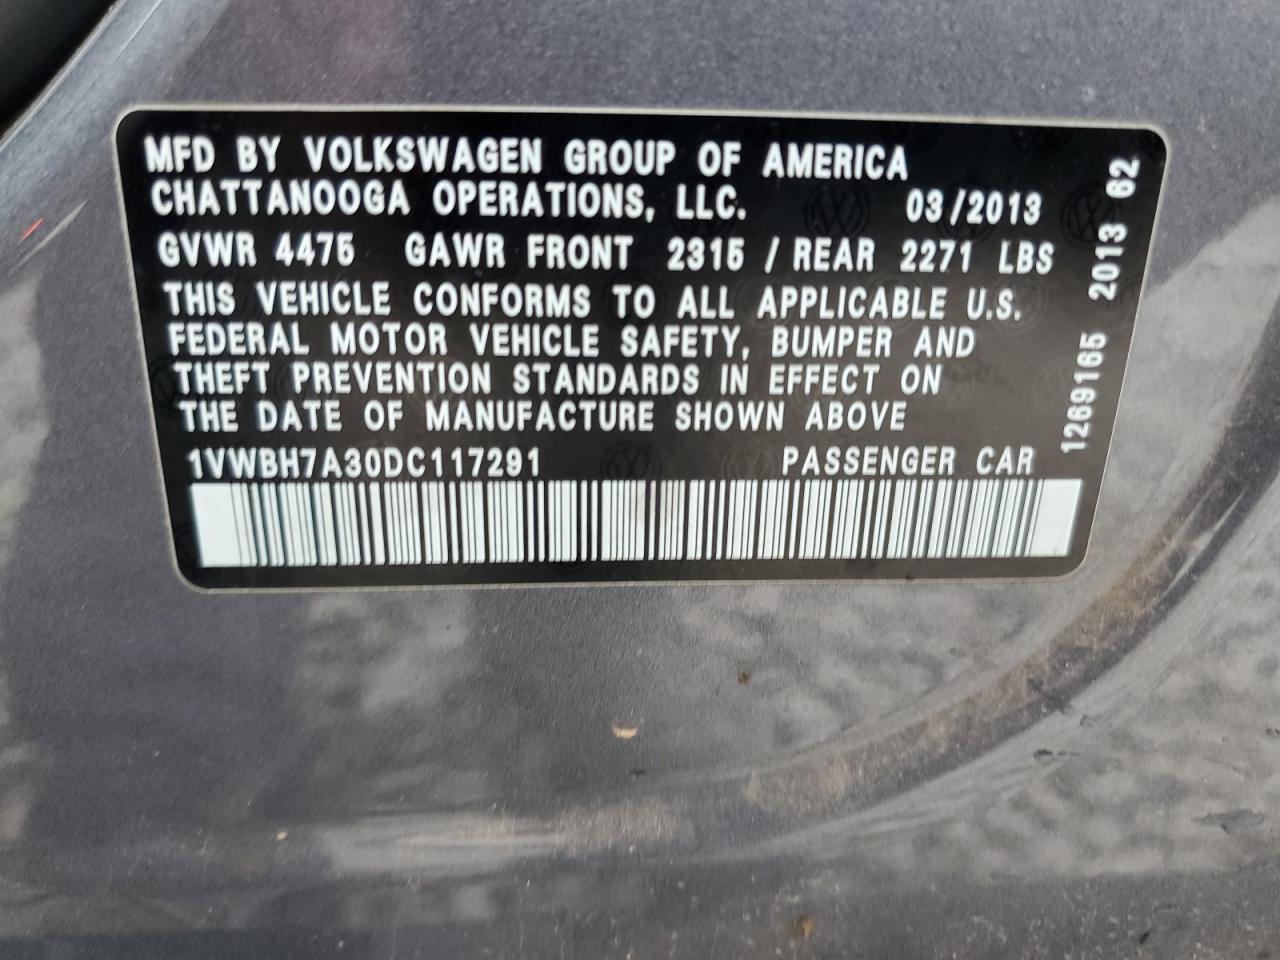 MFD BY VOLKSWAGEN GROUP OF AMERICA
CHATTANOOGA OPERATIONS, LLC. 03/2013
GVWR 4475 GAWR FRONT 2315 / REAR 2271 LBS
THIS VEHICLE CONFORMS TO ALL APPLICABLE U.S.
FEDERAL MOTOR VEHICLE SAFETY, BUMPER AND
THEFT PREVENTION STANDARDS IN EFFECT ON
THE DATE OF MANUFACTURE SHOWN ABOVE
1VWBH7A30DC117291 PASSENGER CAR
1269165 2013 62